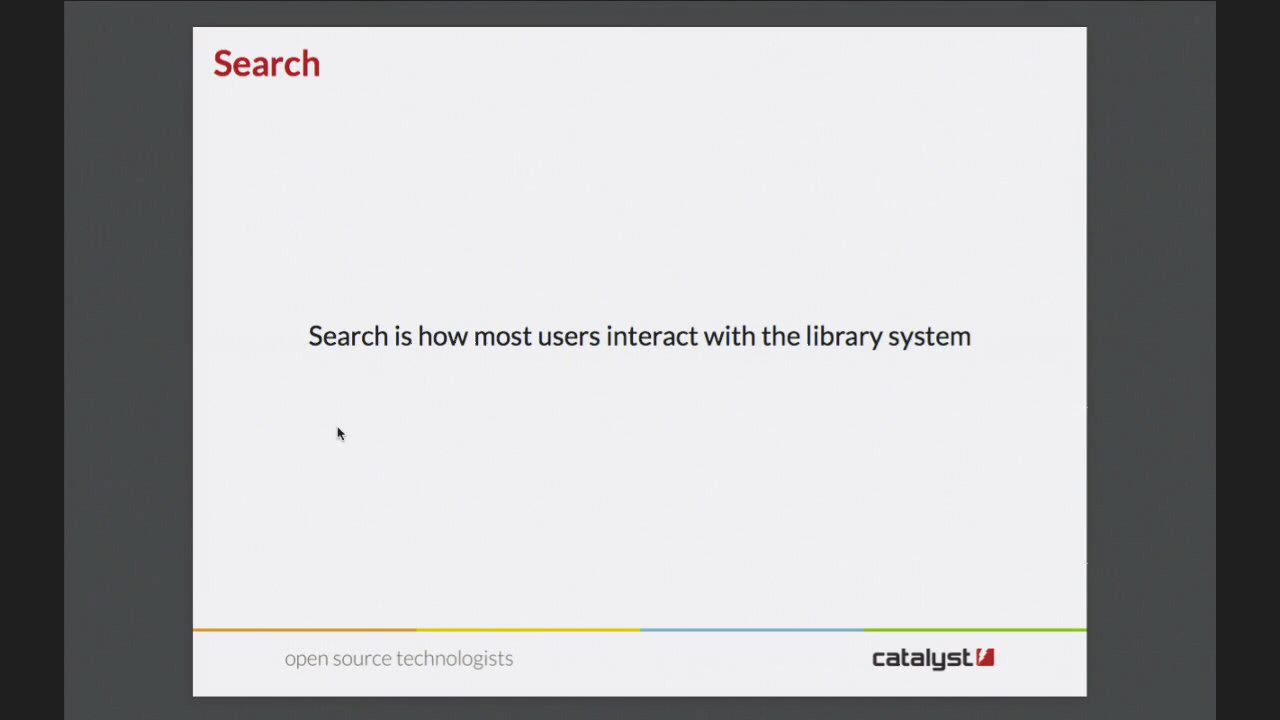 Search
Search is how most users interact with the library system
open source technologists
catalyst